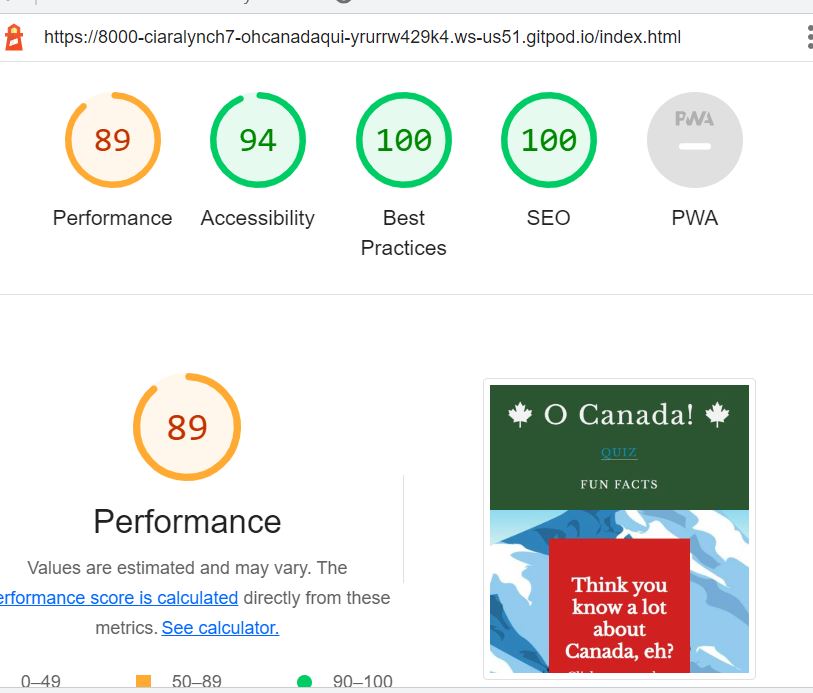 https://8000-ciaralynch7-ohcanadaqui-yrurrw429k4.ws-us51.gitpod.io/index.html
89
94
100
100
PWA
Performance
Accessibility
Best
Practices
SEO
PWA
89
Performance
Values are estimated and may vary. The
erformance score is calculated directly from these
metrics. See calculator.
0–49
50–89
90–100
O Canada!
QUIZ
FUN FACTS
Think you
know a lot
about
Canada, eh?